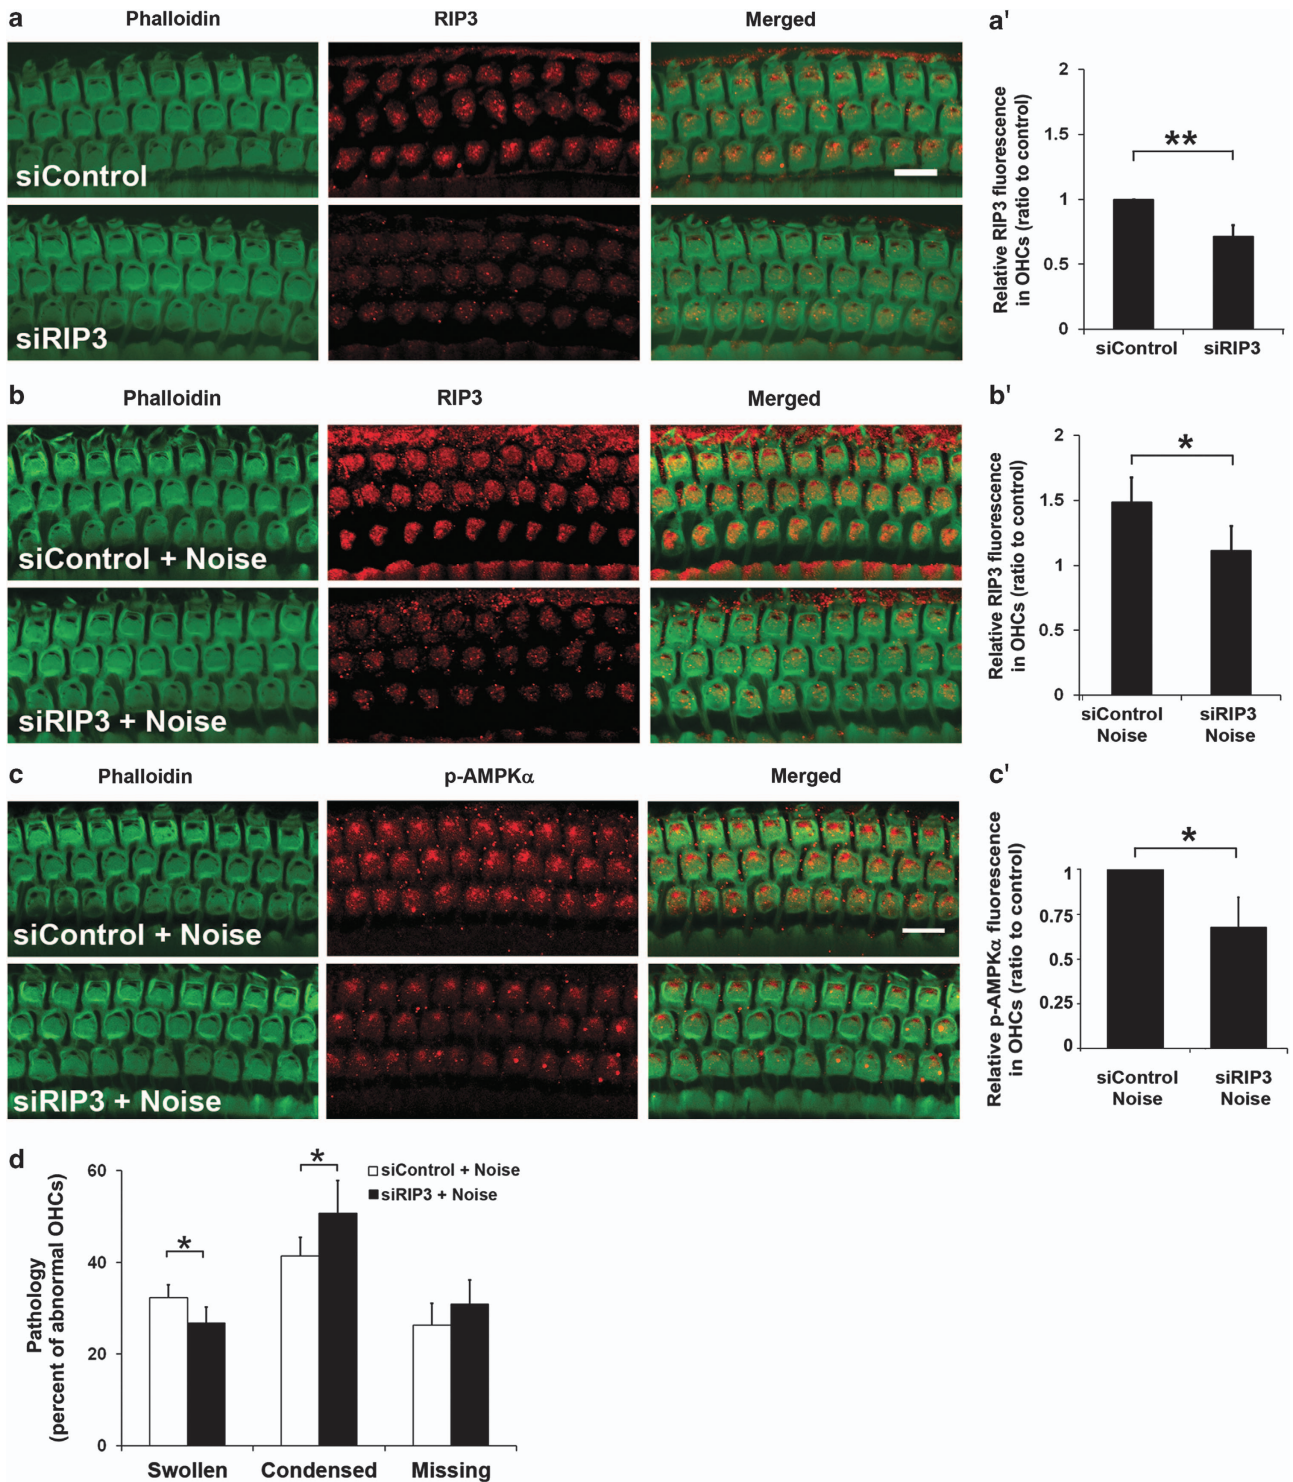 a
Phalloidin
RIP3
Merged
siControl
siRIP3
a'
Relative RIP3 fluorescence
in OHCs (ratio to control)
2
1.5
1
0.5
0
**
siControl
siRIP3
b
Phalloidin
RIP3
Merged
siControl + Noise
siRIP3 + Noise
b'
Relative RIP3 fluorescence
in OHCs (ratio to control)
2
1.5
1
0.5
0
*
siControl
Noise
siRIP3
Noise
c
Phalloidin
p-AMPKα
Merged
siControl + Noise
siRIP3 + Noise
c'
Relative p-AMPKα fluorescence
in OHCs (ratio to control)
1
0.75
0.5
0.25
0
*
siControl
Noise
siRIP3
Noise
d
Pathology
(percent of abnormal OHCs)
60
40
20
0
*
*
siControl + Noise
siRIP3 + Noise
Swollen
Condensed
Missing